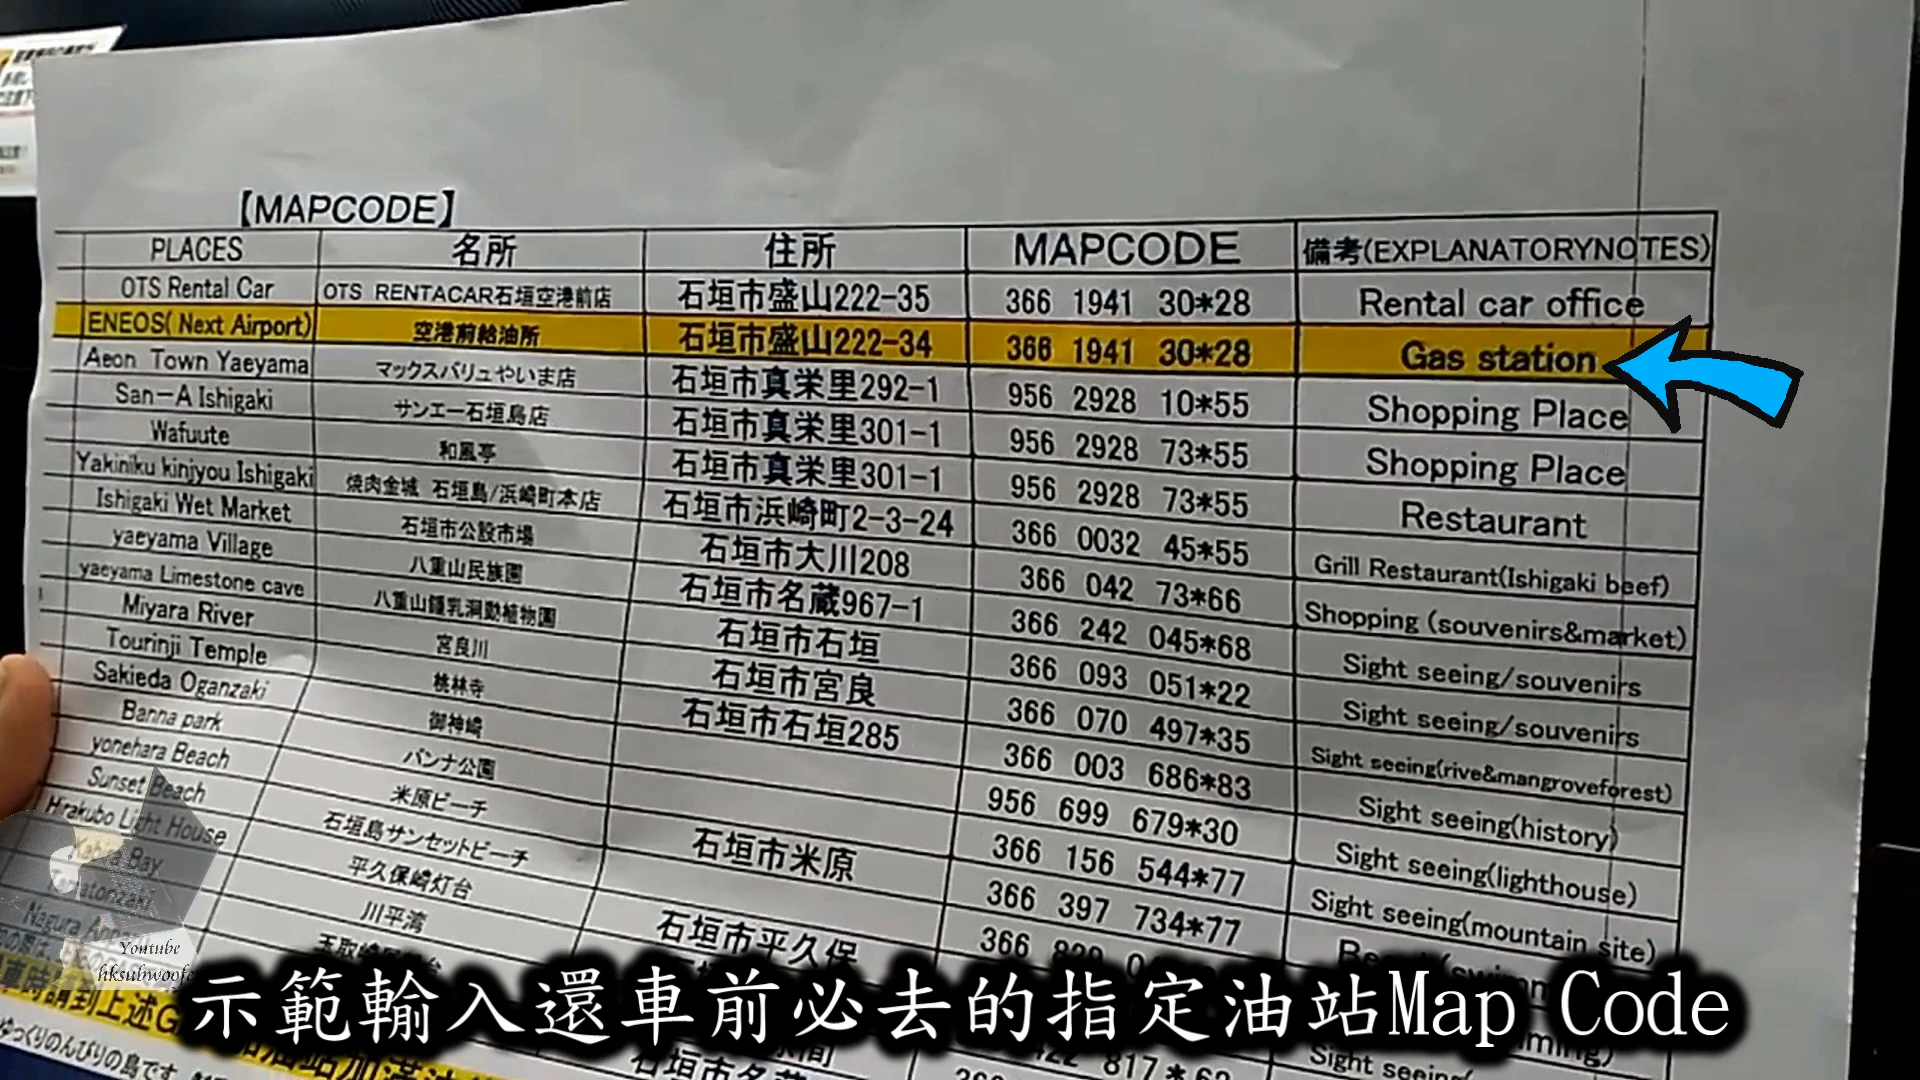 【MAPCODE】
PLACES 名所 住所 MAPCODE 備考(EXPLANATORYNOTES)
OTS Rental Car OTS RENTACAR石垣空港前店 石垣市盛山222-35 366 1941 30*28 Rental car office
ENEOS( Next Airport) 空港前給油所 石垣市盛山222-34 366 1941 30*28 Gas station
Aeon Town Yaeyama マックスバリュやいま店 石垣市真栄里292-1 956 2928 10*55 Shopping Place
San-A Ishigaki サンエー石垣島店 石垣市真栄里301-1 956 2928 73*55 Shopping Place
Wafuute 和風亭 石垣市真栄里301-1 956 2928 73*55 Restaurant
Yakiniku kinjyou Ishigaki 焼肉金城 石垣島/浜崎町本店 石垣市浜崎町2-3-24 366 0032 45*55 Grill Restaurant(Ishigaki beef)
Ishigaki Wet Market 石垣市公設市場 石垣市大川208 366 042 73*66 Shopping (souvenirs&market)
yaeyama Village 八重山民族園 石垣市名蔵967-1 366 242 045*68 Sight seeing/souvenirs
yaeyama Limestone cave 八重山鍾乳洞動植物園 石垣市石垣 366 093 051*22 Sight seeing/souvenirs
Miyara River 宮良川 石垣市宮良 366 070 497*35 Sight seeing(rive&mangroveforest)
Tourinji Temple 桃林寺 石垣市石垣285 366 003 686*83 Sight seeing(history)
Sakieda Oganzaki 御神崎 956 699 679*30 Sight seeing(lighthouse)
Banna park バンナ公園 366 156 544*77 Sight seeing(mountain site)
yonehara Beach 米原ビーチ 石垣市米原 366 397 734*77
Sunset Beach 石垣島サンセットビーチ 366
Hirakubo Light House 平久保崎灯台 石垣市平久保
Kabira Bay 川平湾
817*62
Sight seeing(
Youtube
hksubwoofe
示範輸入還車前必去的指定油站Map Code